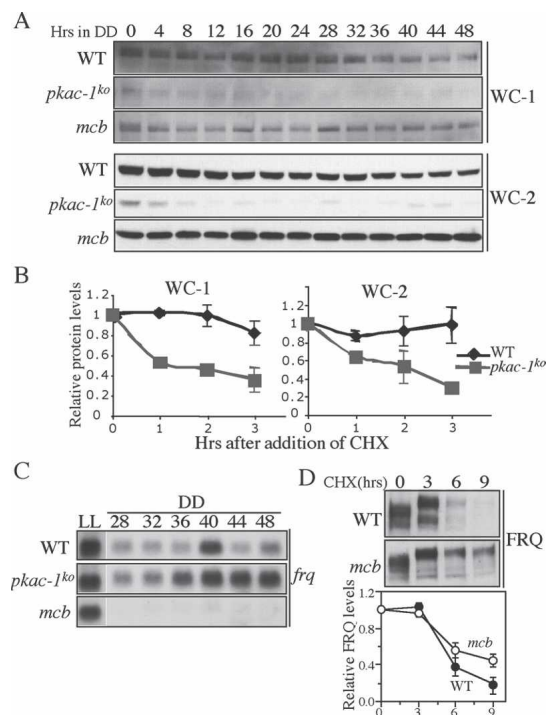 A
Hrs in DD 0 4 8 12 16 20 24 28 32 36 40 44 48
WT
pkac-1ko
mcb
WC-1
WT
pkac-1ko
mcb
WC-2
B
WC-1 WC-2
Relative protein levels
1.2 1.2
1 1
0.8 0.8
0.6 0.6
0.4 0.4
0.2 0.2
0 0
0 1 2 3 0 1 2 3
WT
pkac-1ko
Hrs after addition of CHX
C
DD
LL 28 32 36 40 44 48
WT
pkac-1ko
mcb
frq
D
CHX(hrs) 0 3 6 9
WT
mcb
FRQ
Relative FRQ levels
1.2
0.8
0.4
0.0
mcb
WT
0 3 6 9